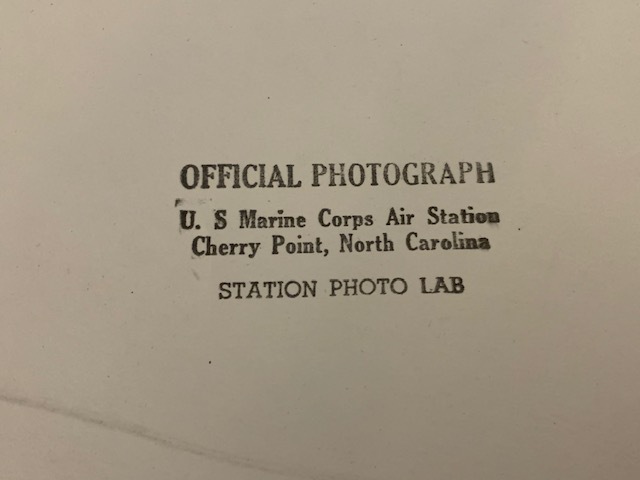 OFFICIAL PHOTOGRAPH
U. S Marine Corps Air Station
Cherry Point, North Carolina
STATION PHOTO LAB